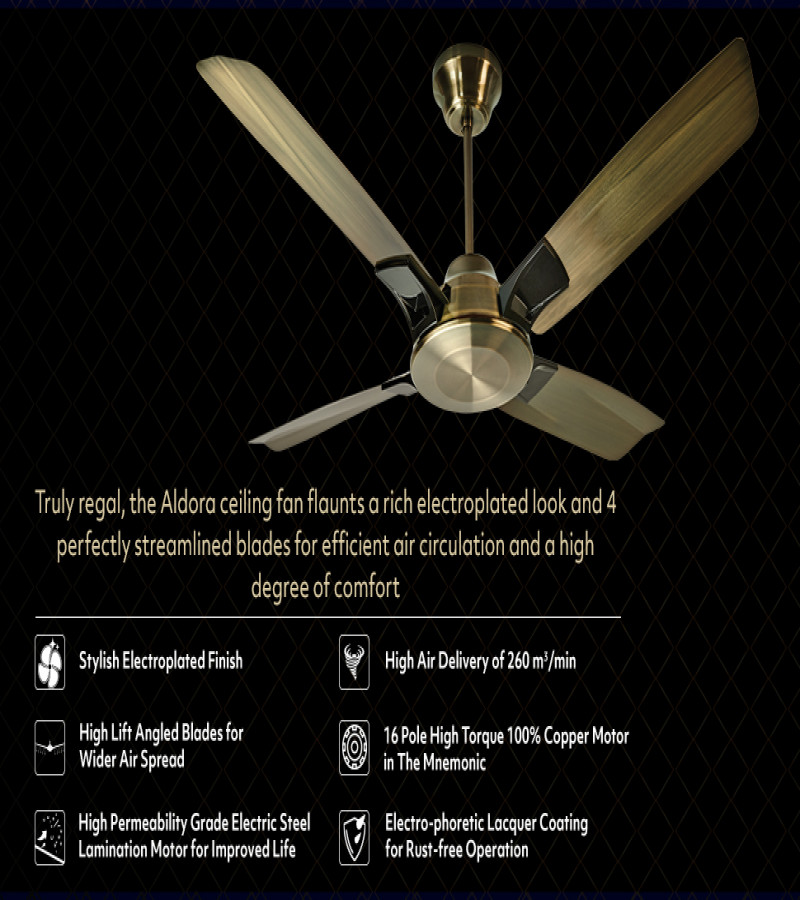 Truly regal, the Aldora ceiling fan flaunts a rich electroplated look and 4
perfectly streamlined blades for efficient air circulation and a high
degree of comfort
Stylish Electroplated Finish
High Air Delivery of 260 m³/min
High Lift Angled Blades for
Wider Air Spread
16 Pole High Torque 100% Copper Motor
in The Mnemonic
High Permeability Grade Electric Steel
Lamination Motor for Improved Life
Electro-phoretic Lacquer Coating
for Rust-free Operation